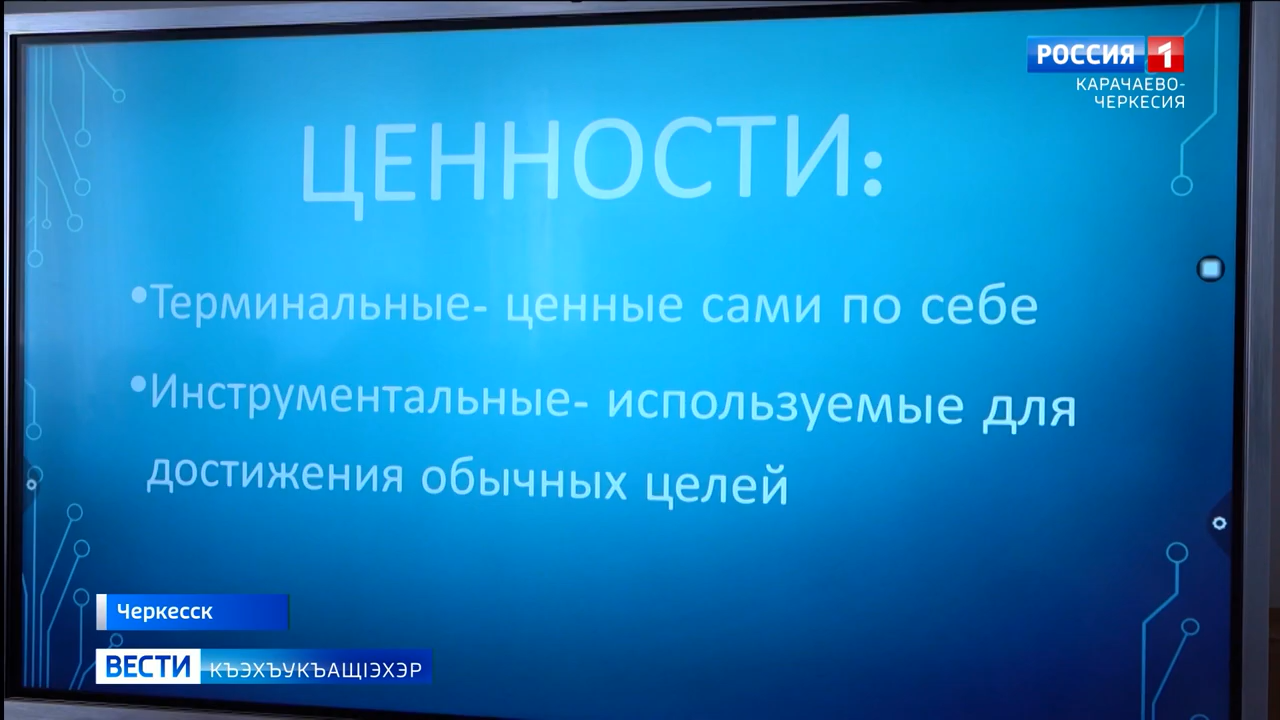 РОССИЯ 1
КАРАЧАЕВО-
ЧЕРКЕСИЯ
ЦЕННОСТИ:
•Терминальные- ценные сами по себе
•Инструментальные- используемые для
достижения обычных целей
Черкесск
ВЕСТИ КЪЭХЪУКЪАЩIЭХЭР